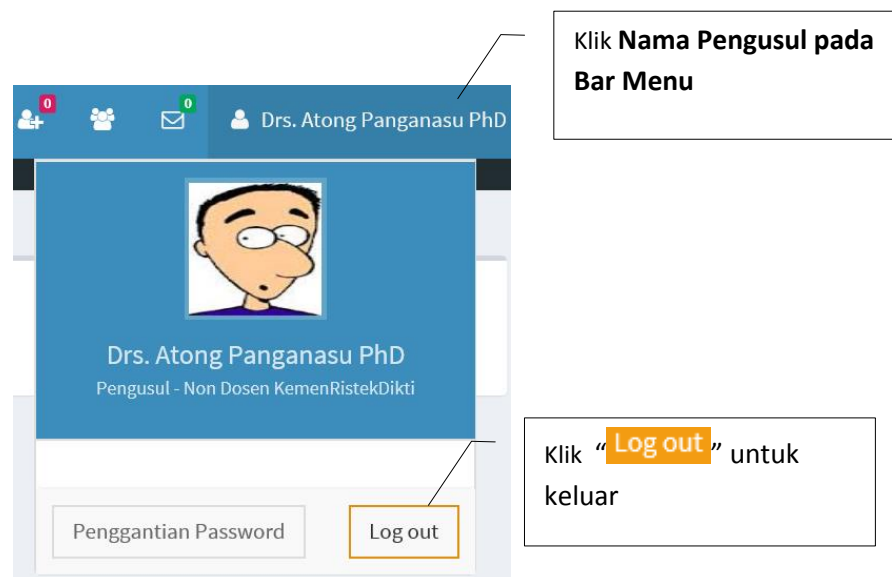 Klik Nama Pengusul pada
Bar Menu
0
0
Drs. Atong Panganasu PhD
Drs. Atong Panganasu PhD
Pengusul - Non Dosen KemenRistekDikti
Klik “Log out” untuk
keluar
Penggantian Password
Log out